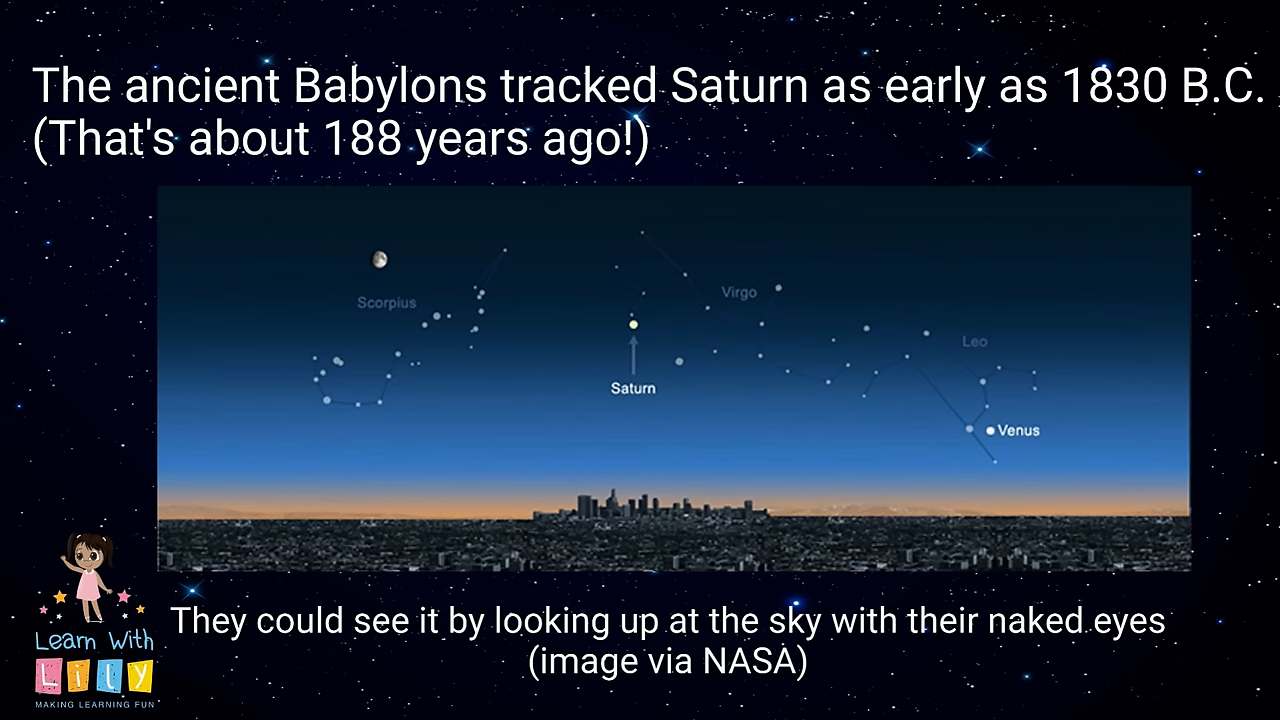 The ancient Babylons tracked Saturn as early as 1830 B.C.
(That's about 188 years ago!)
Scorpius
Virgo
Leo
Saturn
Venus
They could see it by looking up at the sky with their naked eyes
(image via NASA)
Learn With
Lily
MAKING LEARNING FUN